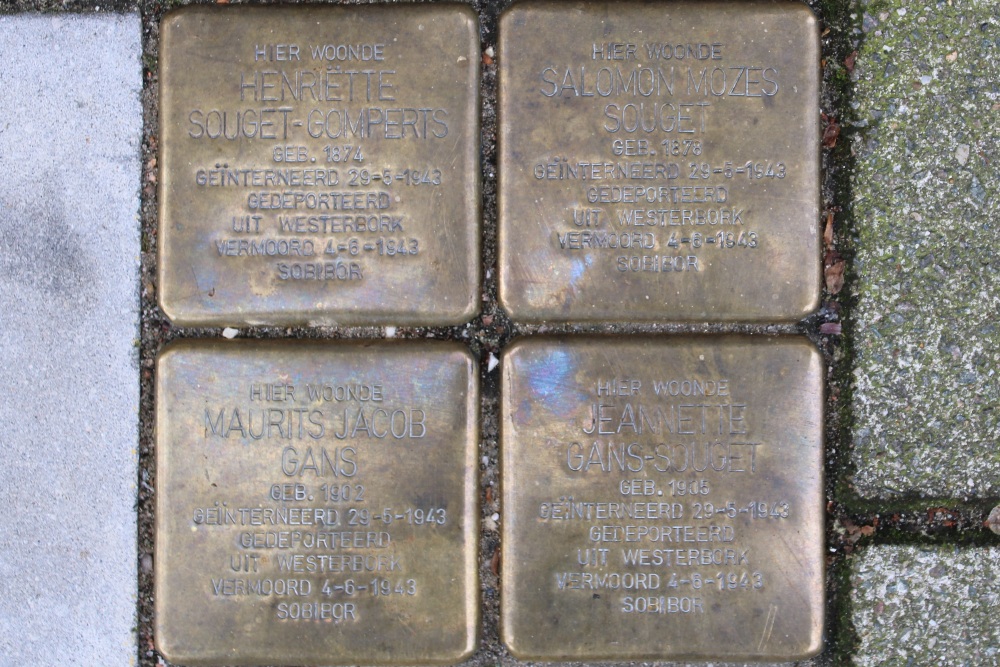 HIER WOONDE
HENRIËTTE
SOUGET-GOMPERTS
GEB. 1874
GEÏNTERNEERD 29-5-1943
GEDEPORTEERD
UIT WESTERBORK
VERMOORD 4-6-1943
SOBIBOR
HIER WOONDE
SALOMON MOZES
SOUGET
GEB. 1878
GEÏNTERNEERD 29-5-1943
GEDEPORTEERD
UIT WESTERBORK
VERMOORD 4-6-1943
SOBIBOR
HIER WOONDE
MAURITS JACOB
GANS
GEB. 1902
GEÏNTERNEERD 29-5-1943
GEDEPORTEERD
UIT WESTERBORK
VERMOORD 4-6-1943
SOBIBOR
HIER WOONDE
JEANNETTE
GANS-SOUGET
GEB. 1905
GEÏNTERNEERD 29-5-1943
GEDEPORTEERD
UIT WESTERBORK
VERMOORD 4-6-1943
SOBIBOR